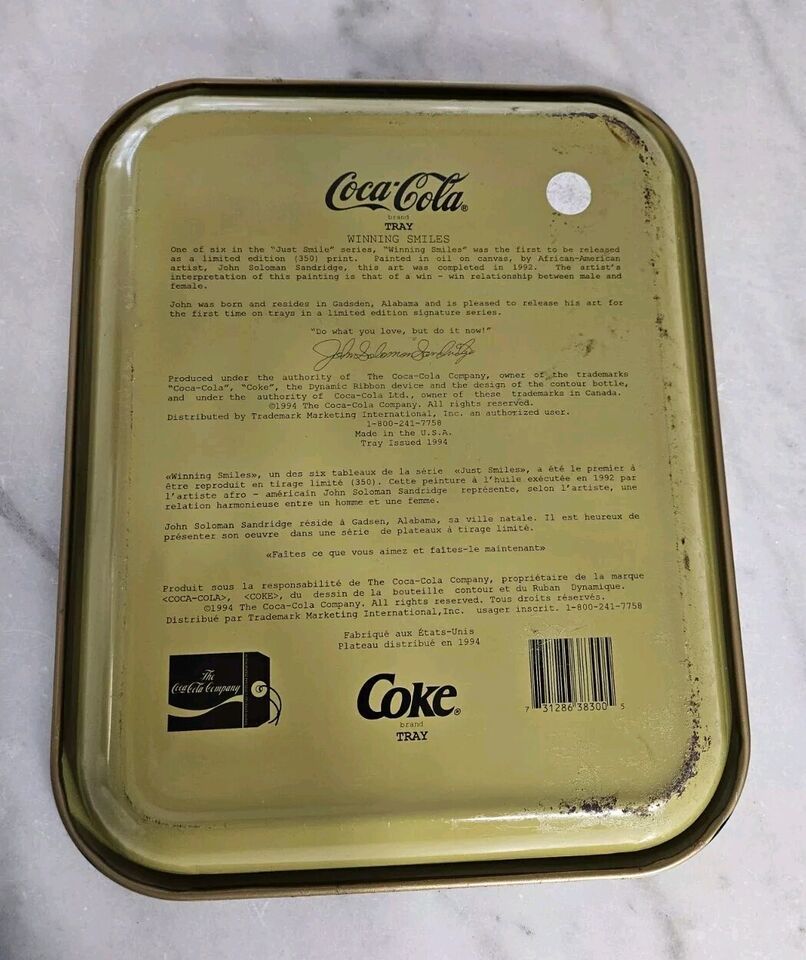 Coca-Cola®
brand
TRAY
WINNING SMILES
One of six in the "Just Smile" series, "Winning Smiles" was the first to be released
as a limited edition (350) print. Painted in oil on canvas, by African-American
artist, John Soloman Sandridge, this art was completed in 1992. The artist's
interpretation of this painting is that of a win - win relationship between male and
female.
John was born and resides in Gadsden, Alabama and is pleased to release his art for
the first time on trays in a limited edition signature series.
"Do what you love, but do it now!"
John Soloman Sandridge
Produced under the authority of The Coca-Cola Company, owner of the trademarks
"Coca-Cola", "Coke", the Dynamic Ribbon device and the design of the contour bottle,
and under the authority of Coca-Cola Ltd., owner of these trademarks in Canada.
©1994 The Coca-Cola Company. All rights reserved.
Distributed by Trademark Marketing International, Inc. an authorized user.
1-800-241-7758
Made in the U.S.A.
Tray Issued 1994
«Winning Smiles», un des six tableaux de la série «Just Smiles», a été le premier à
être reproduit en tirage limité (350). Cette peinture à l'huile exécutée en 1992 par
l'artiste afro - américain John Soloman Sandridge représente, selon l'artiste, une
relation harmonieuse entre un homme et une femme.
John Soloman Sandridge réside à Gadsen, Alabama, sa ville natale. Il est heureux de
présenter son oeuvre dans une série de plateaux à tirage limité.
«Faîtes ce que vous aimez et faîtes-le maintenant»
Produit sous la responsabilité de The Coca-Cola Company, propriétaire de la marque
<COCA-COLA>, <COKE>, du dessin de la bouteille contour et du Ruban Dynamique.
©1994 The Coca-Cola Company. All rights reserved. Tous droits réservés.
Distribué par Trademark Marketing International, Inc. usager inscrit. 1-800-241-7758
Fabriqué aux États-Unis
Plateau distribué en 1994
The
Coca-Cola Company
Coke®
brand
TRAY
7 31286 38300 5